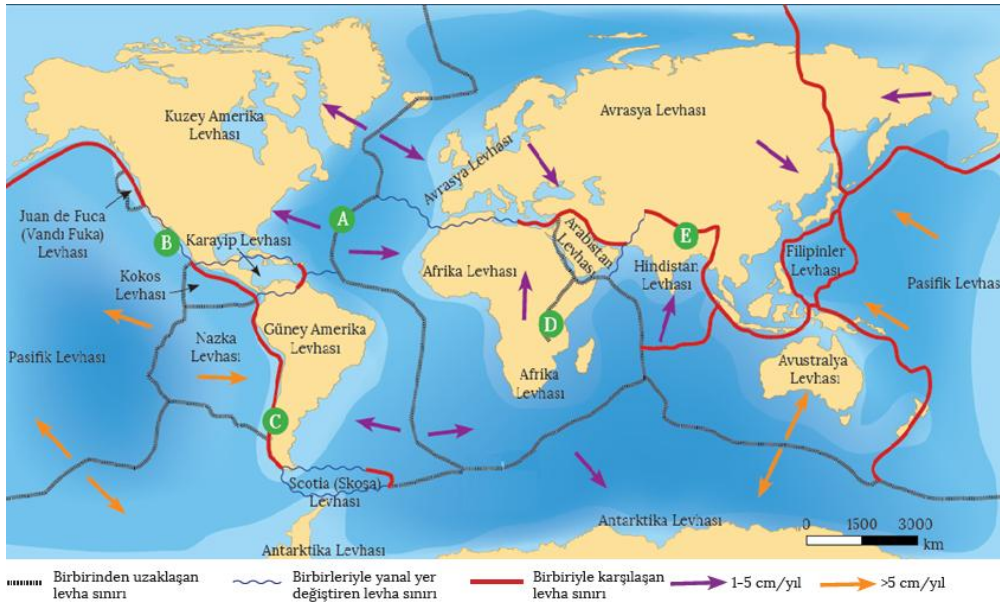 Kuzey Amerika
Levhası
Avrasya Levhası
Avrasya Levhası
A
Juan de Fuca
(Vandı Fuka)
Levhası
B
Karayip Levhası
Kokos
Levhası
Arabistan
Levhası
E
Hindistan
Levhası
Filipinler
Levhası
Afrika Levhası
Pasifik Levhası
Güney Amerika
Levhası
Nazka
Levhası
Pasifik Levhası
D
Afrika
Levhası
Avustralya
Levhası
C
Scotia (Skoşa)
Levhası
Antarktika Levhası
Antarktika Levhası
0 1500 3000
km
Birbirinden uzaklaşan
levha sınırı
Birbirleriyle yanal yer
değiştiren levha sınırı
Birbiriyle karşılaşan
levha sınırı
1-5 cm/yıl
>5 cm/yıl